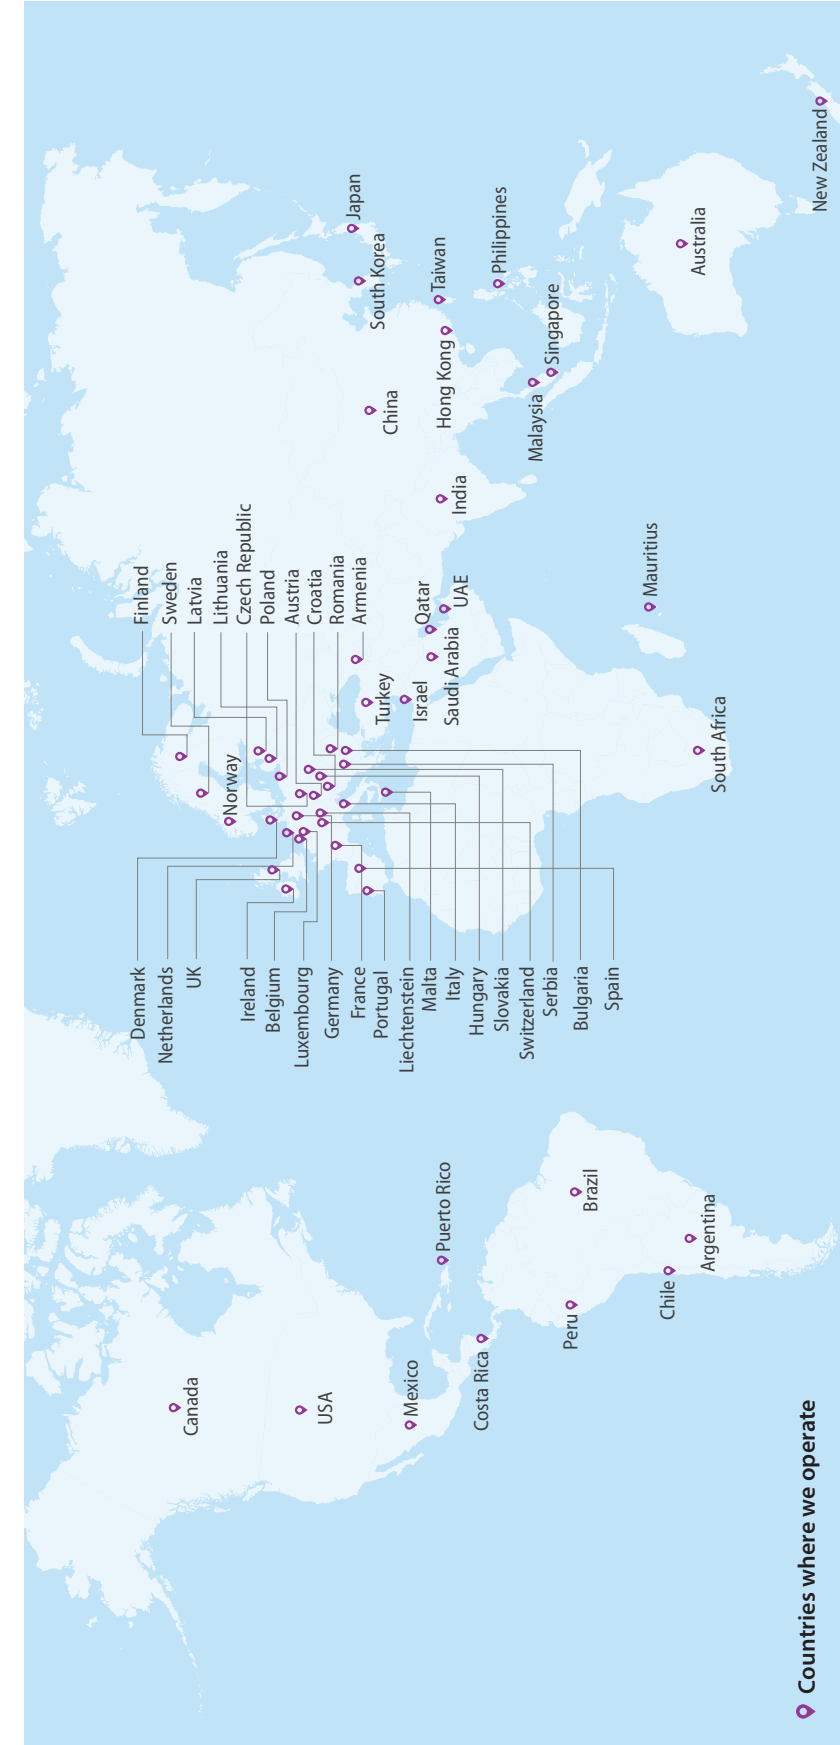 Canada
USA
Mexico
Puerto Rico
Costa Rica
Peru
Brazil
Chile
Argentina
Denmark
Netherlands
UK
Ireland
Belgium
Luxembourg
Germany
France
Portugal
Liechtenstein
Malta
Italy
Hungary
Slovakia
Switzerland
Serbia
Bulgaria
Spain
Norway
Finland
Sweden
Latvia
Lithuania
Czech Republic
Poland
Austria
Croatia
Romania
Armenia
Turkey
Israel
Saudi Arabia
Qatar
UAE
South Africa
Mauritius
India
China
Hong Kong
Taiwan
South Korea
Japan
Philippines
Malaysia
Singapore
Australia
New Zealand
Countries where we operate